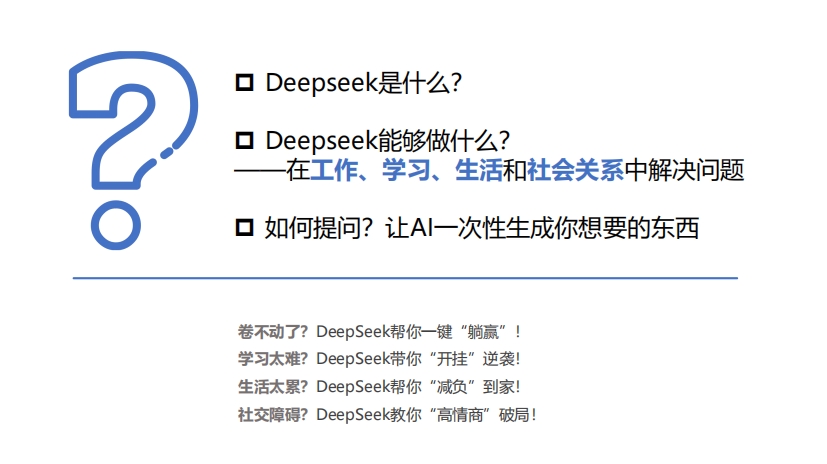 Deepseek是什么？
Deepseek能够做什么？
——在工作、学习、生活和社会关系中解决问题
如何提问？让AI一次性生成你想要的东西
卷不动了？DeepSeek帮你一键“躺赢”！
学习太难？DeepSeek带你“开挂”逆袭！
生活太累？DeepSeek帮你“减负”到家！
社交障碍？DeepSeek教你“高情商”破局！